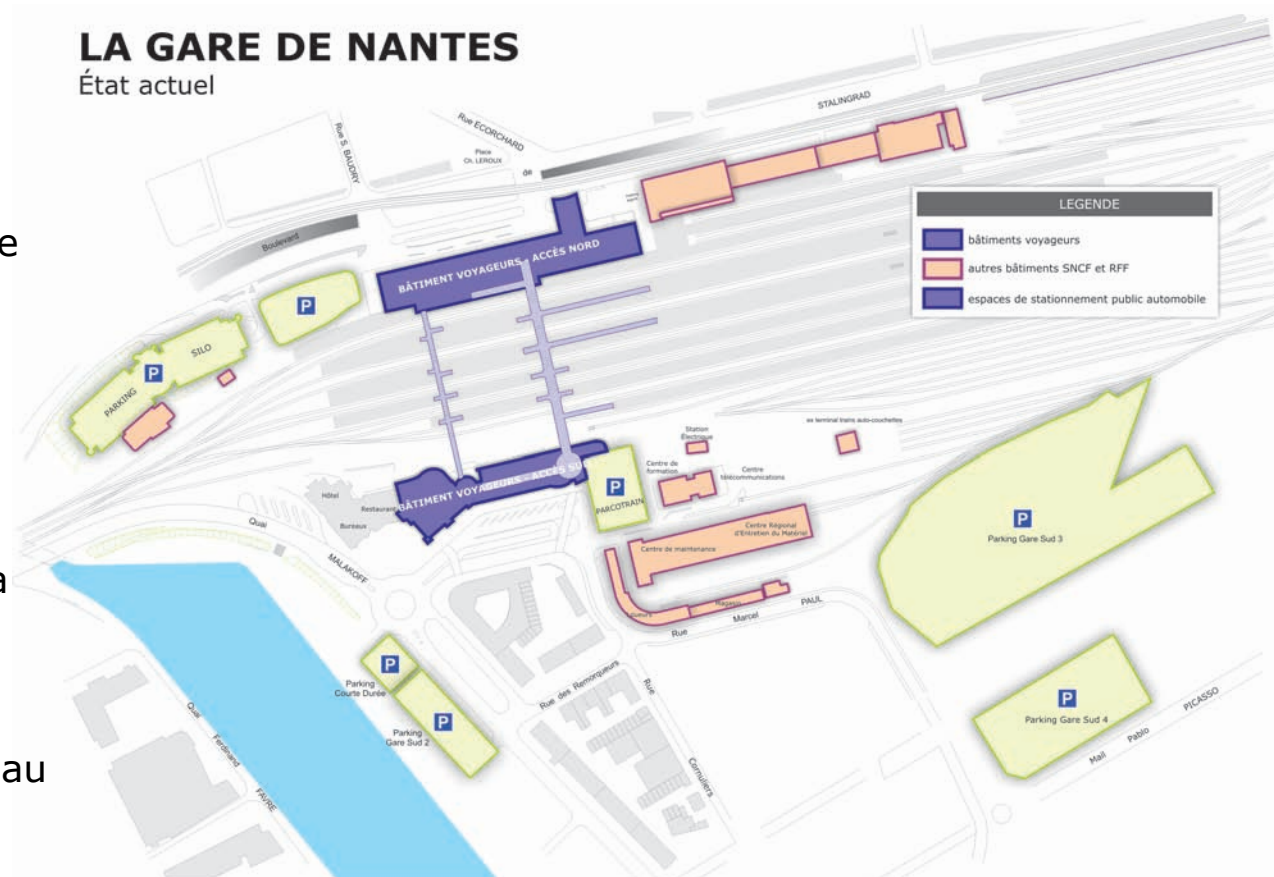 LA GARE DE NANTES
État actuel
e
a
au
STALINGRAD
de
Boulevard
Rue ECORCHARD
Place
Ch. LEROUX
Rue S. BAUDRY
LEGENDE
bâtiments voyageurs
autres bâtiments SNCF et RFF
espaces de stationnement public automobile
BÂTIMENT VOYAGEURS - ACCÈS NORD
P
P
SILO
PARKING
ex terminal trains auto-couchettes
Station
Électrique
Centre de
formation
Centre
télécommunications
BÂTIMENT VOYAGEURS - ACCÈS SUD
P
PARCOTRAIN
Hôtel
Restaurant
Bureaux
Quai
MALAKOFF
Centre Régional
d'Entretien du Matériel
Centre de maintenance
Magasin
Rue
Marcel
PAUL
P
Parking Gare Sud 3
P
Parking
Courte Durée
P
Parking
Gare Sud 2
Rue des Remorqueurs
Rue
Cornuliers
P
Parking Gare Sud 4
Mail
Pablo
PICASSO
Quai
Ferdinand
FAVRE